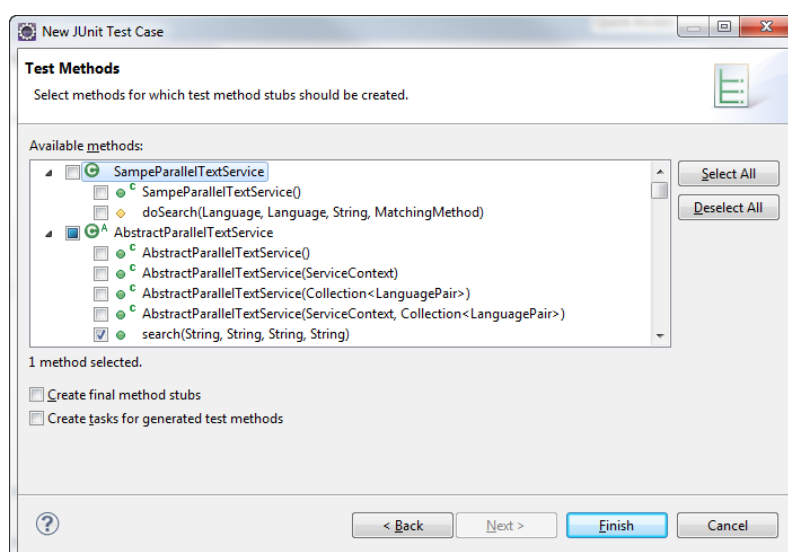 New JUnit Test Case
Test Methods
Select methods for which test method stubs should be created.
Available methods:
SampeParallelTextService
SampeParallelTextService()
doSearch(Language, Language, String, MatchingMethod)
AbstractParallelTextService
AbstractParallelTextService()
AbstractParallelTextService(ServiceContext)
AbstractParallelTextService(Collection<LanguagePair>)
AbstractParallelTextService(ServiceContext, Collection<LanguagePair>)
search(String, String, String, String)
Select All
Deselect All
1 method selected.
Create final method stubs
Create tasks for generated test methods
< Back Next > Finish Cancel